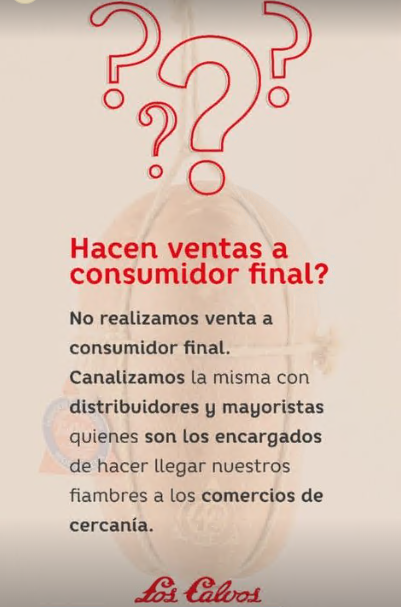 Hacen ventas a
consumidor final?
No realizamos venta a
consumidor final.
Canalizamos la misma con
distribuidores y mayoristas
quienes son los encargados
de hacer llegar nuestros
fiambres a los comercios de
cercanía.
Los Calvos